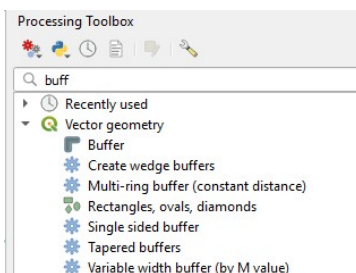 Processing Toolbox
buff
Recently used
Vector geometry
Buffer
Create wedge buffers
Multi-ring buffer (constant distance)
Rectangles, ovals, diamonds
Single sided buffer
Tapered buffers
Variable width buffer (by M value)